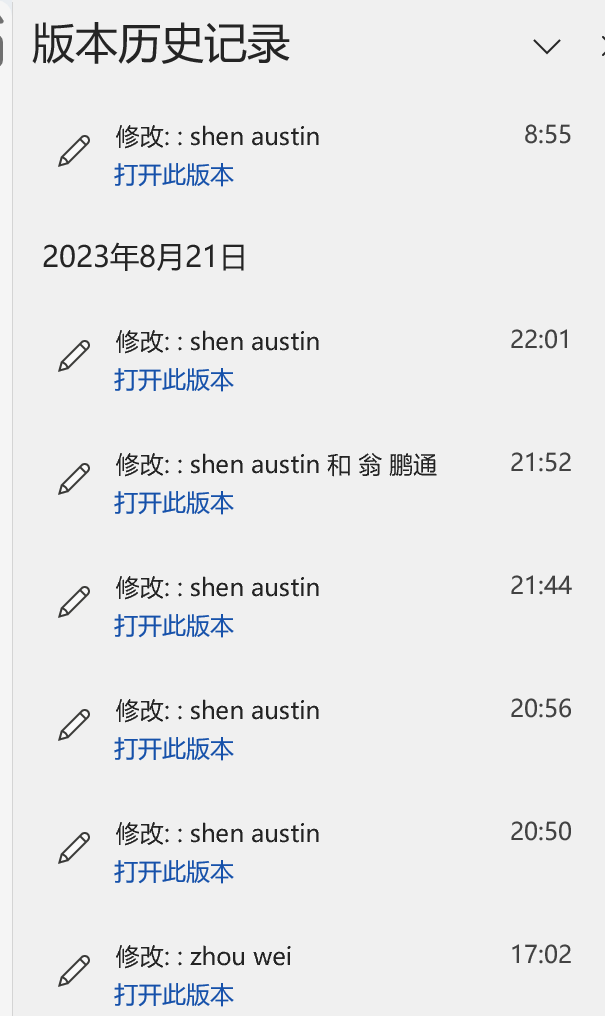 版本历史记录
修改: : shen austin 8:55
打开此版本
2023年8月21日
修改: : shen austin 22:01
打开此版本
修改: : shen austin 和 翁 鹏通 21:52
打开此版本
修改: : shen austin 21:44
打开此版本
修改: : shen austin 20:56
打开此版本
修改: : shen austin 20:50
打开此版本
修改: : zhou wei 17:02
打开此版本